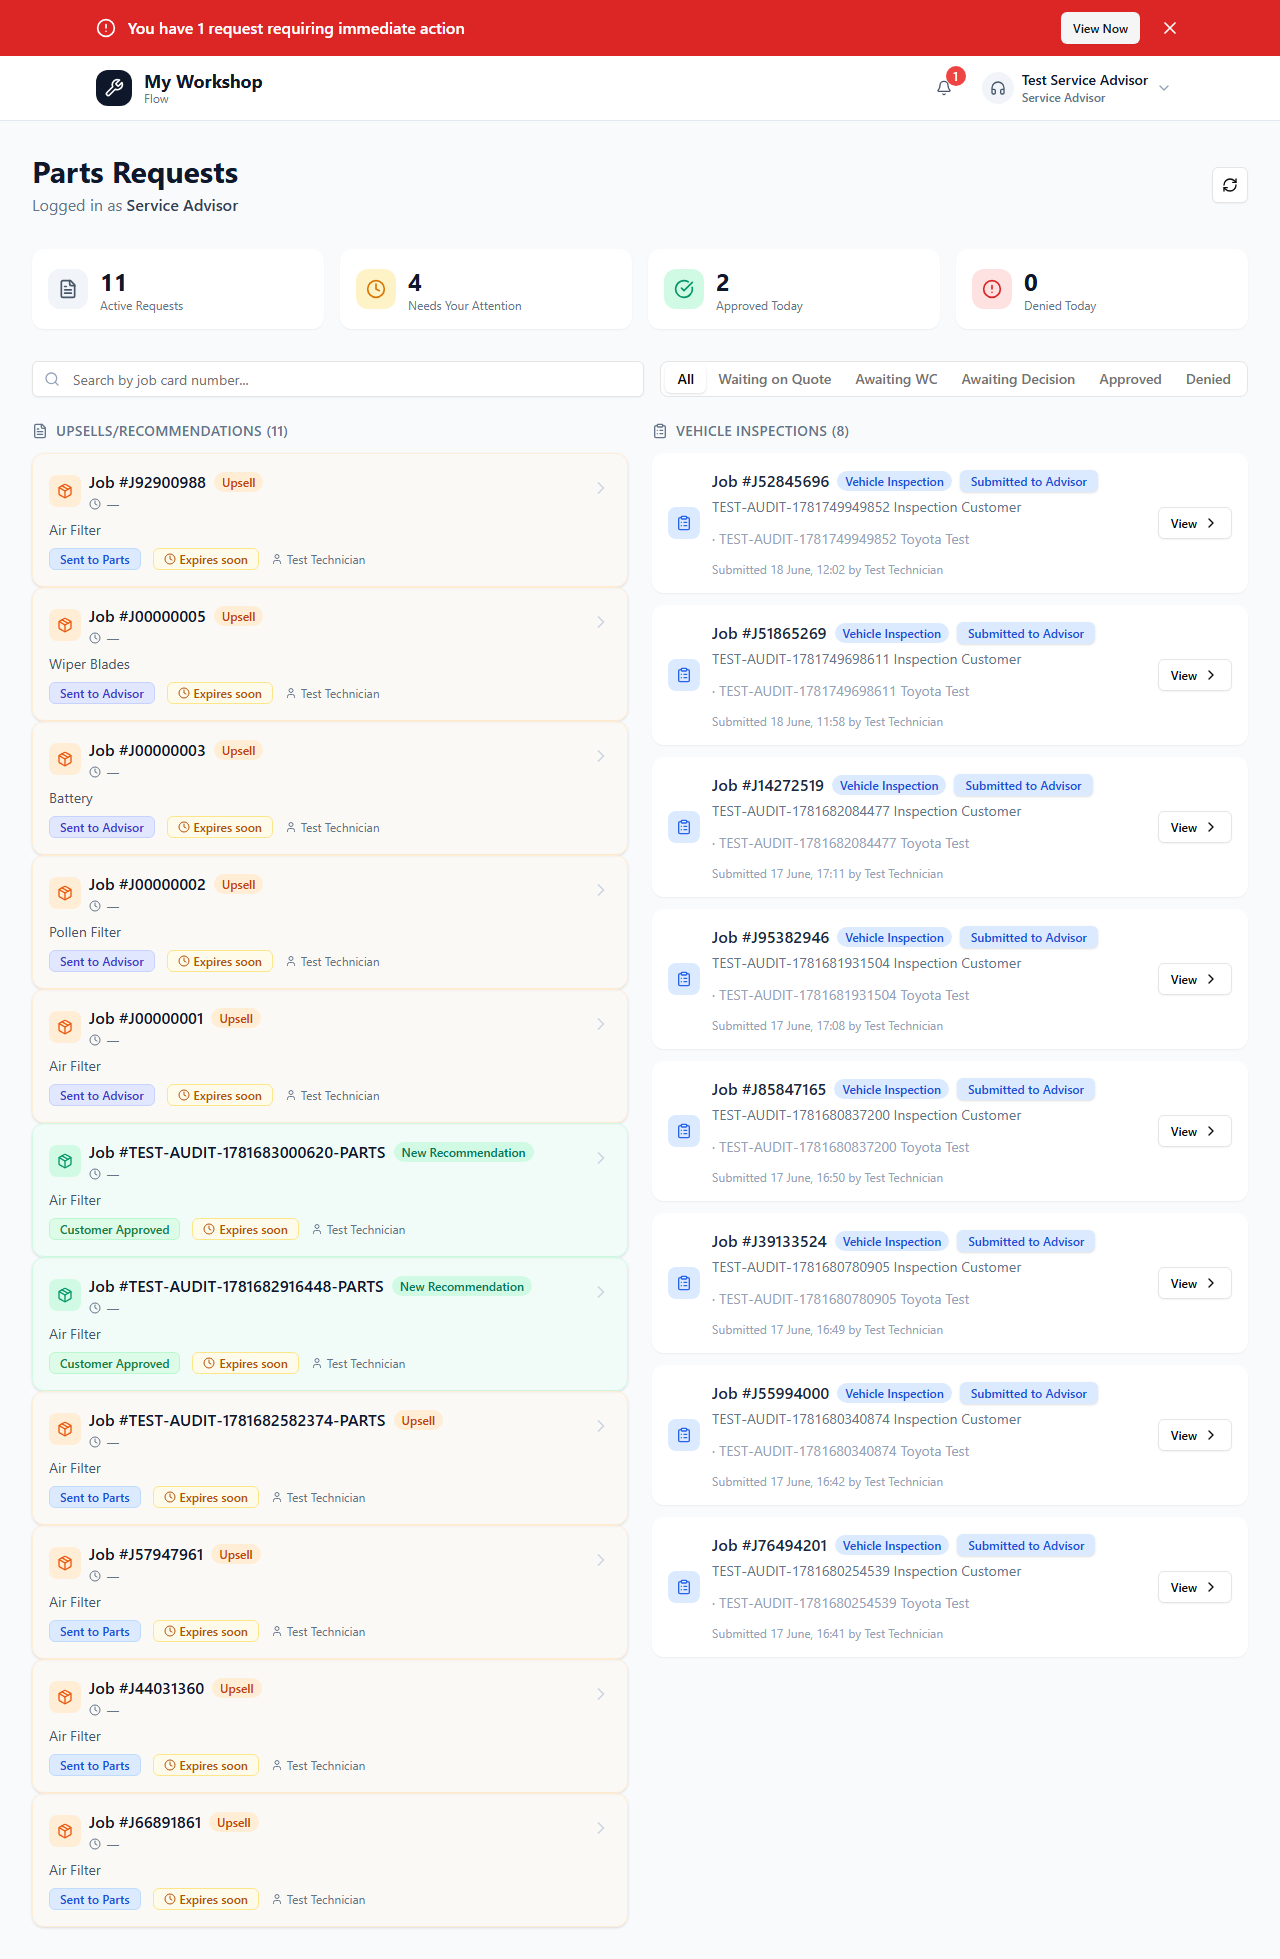 You have 1 request requiring immediate action
View Now
My Workshop
Flow
1
Test Service Advisor
Service Advisor
Parts Requests
Logged in as Service Advisor
11
Active Requests
4
Needs Your Attention
2
Approved Today
0
Denied Today
Search by job card number...
All Waiting on Quote Awaiting WC Awaiting Decision Approved Denied
UPSELLS/RECOMMENDATIONS (11)
Job #J92900988 Upsell
—
Air Filter
Sent to Parts Expires soon Test Technician
Job #J00000005 Upsell
—
Wiper Blades
Sent to Advisor Expires soon Test Technician
Job #J00000003 Upsell
—
Battery
Sent to Advisor Expires soon Test Technician
Job #J00000002 Upsell
—
Pollen Filter
Sent to Advisor Expires soon Test Technician
Job #J00000001 Upsell
—
Air Filter
Sent to Advisor Expires soon Test Technician
Job #TEST-AUDIT-1781683000620-PARTS New Recommendation
—
Air Filter
Customer Approved Expires soon Test Technician
Job #TEST-AUDIT-1781682916448-PARTS New Recommendation
—
Air Filter
Customer Approved Expires soon Test Technician
Job #TEST-AUDIT-1781682582374-PARTS Upsell
—
Air Filter
Sent to Parts Expires soon Test Technician
Job #J57947961 Upsell
—
Air Filter
Sent to Parts Expires soon Test Technician
Job #J44031360 Upsell
—
Air Filter
Sent to Parts Expires soon Test Technician
Job #J66891861 Upsell
—
Air Filter
Sent to Parts Expires soon Test Technician
VEHICLE INSPECTIONS (8)
Job #J52845696 Vehicle Inspection Submitted to Advisor
TEST-AUDIT-1781749949852 Inspection Customer
· TEST-AUDIT-1781749949852 Toyota Test
Submitted 18 June, 12:02 by Test Technician
View
Job #J51865269 Vehicle Inspection Submitted to Advisor
TEST-AUDIT-1781749698611 Inspection Customer
· TEST-AUDIT-1781749698611 Toyota Test
Submitted 18 June, 11:58 by Test Technician
View
Job #J14272519 Vehicle Inspection Submitted to Advisor
TEST-AUDIT-1781682084477 Inspection Customer
· TEST-AUDIT-1781682084477 Toyota Test
Submitted 17 June, 17:11 by Test Technician
View
Job #J95382946 Vehicle Inspection Submitted to Advisor
TEST-AUDIT-1781681931504 Inspection Customer
· TEST-AUDIT-1781681931504 Toyota Test
Submitted 17 June, 17:08 by Test Technician
View
Job #J85847165 Vehicle Inspection Submitted to Advisor
TEST-AUDIT-1781680837200 Inspection Customer
· TEST-AUDIT-1781680837200 Toyota Test
Submitted 17 June, 16:50 by Test Technician
View
Job #J39133524 Vehicle Inspection Submitted to Advisor
TEST-AUDIT-1781680780905 Inspection Customer
· TEST-AUDIT-1781680780905 Toyota Test
Submitted 17 June, 16:49 by Test Technician
View
Job #J55994000 Vehicle Inspection Submitted to Advisor
TEST-AUDIT-1781680340874 Inspection Customer
· TEST-AUDIT-1781680340874 Toyota Test
Submitted 17 June, 16:42 by Test Technician
View
Job #J76494201 Vehicle Inspection Submitted to Advisor
TEST-AUDIT-1781680254539 Inspection Customer
· TEST-AUDIT-1781680254539 Toyota Test
Submitted 17 June, 16:41 by Test Technician
View